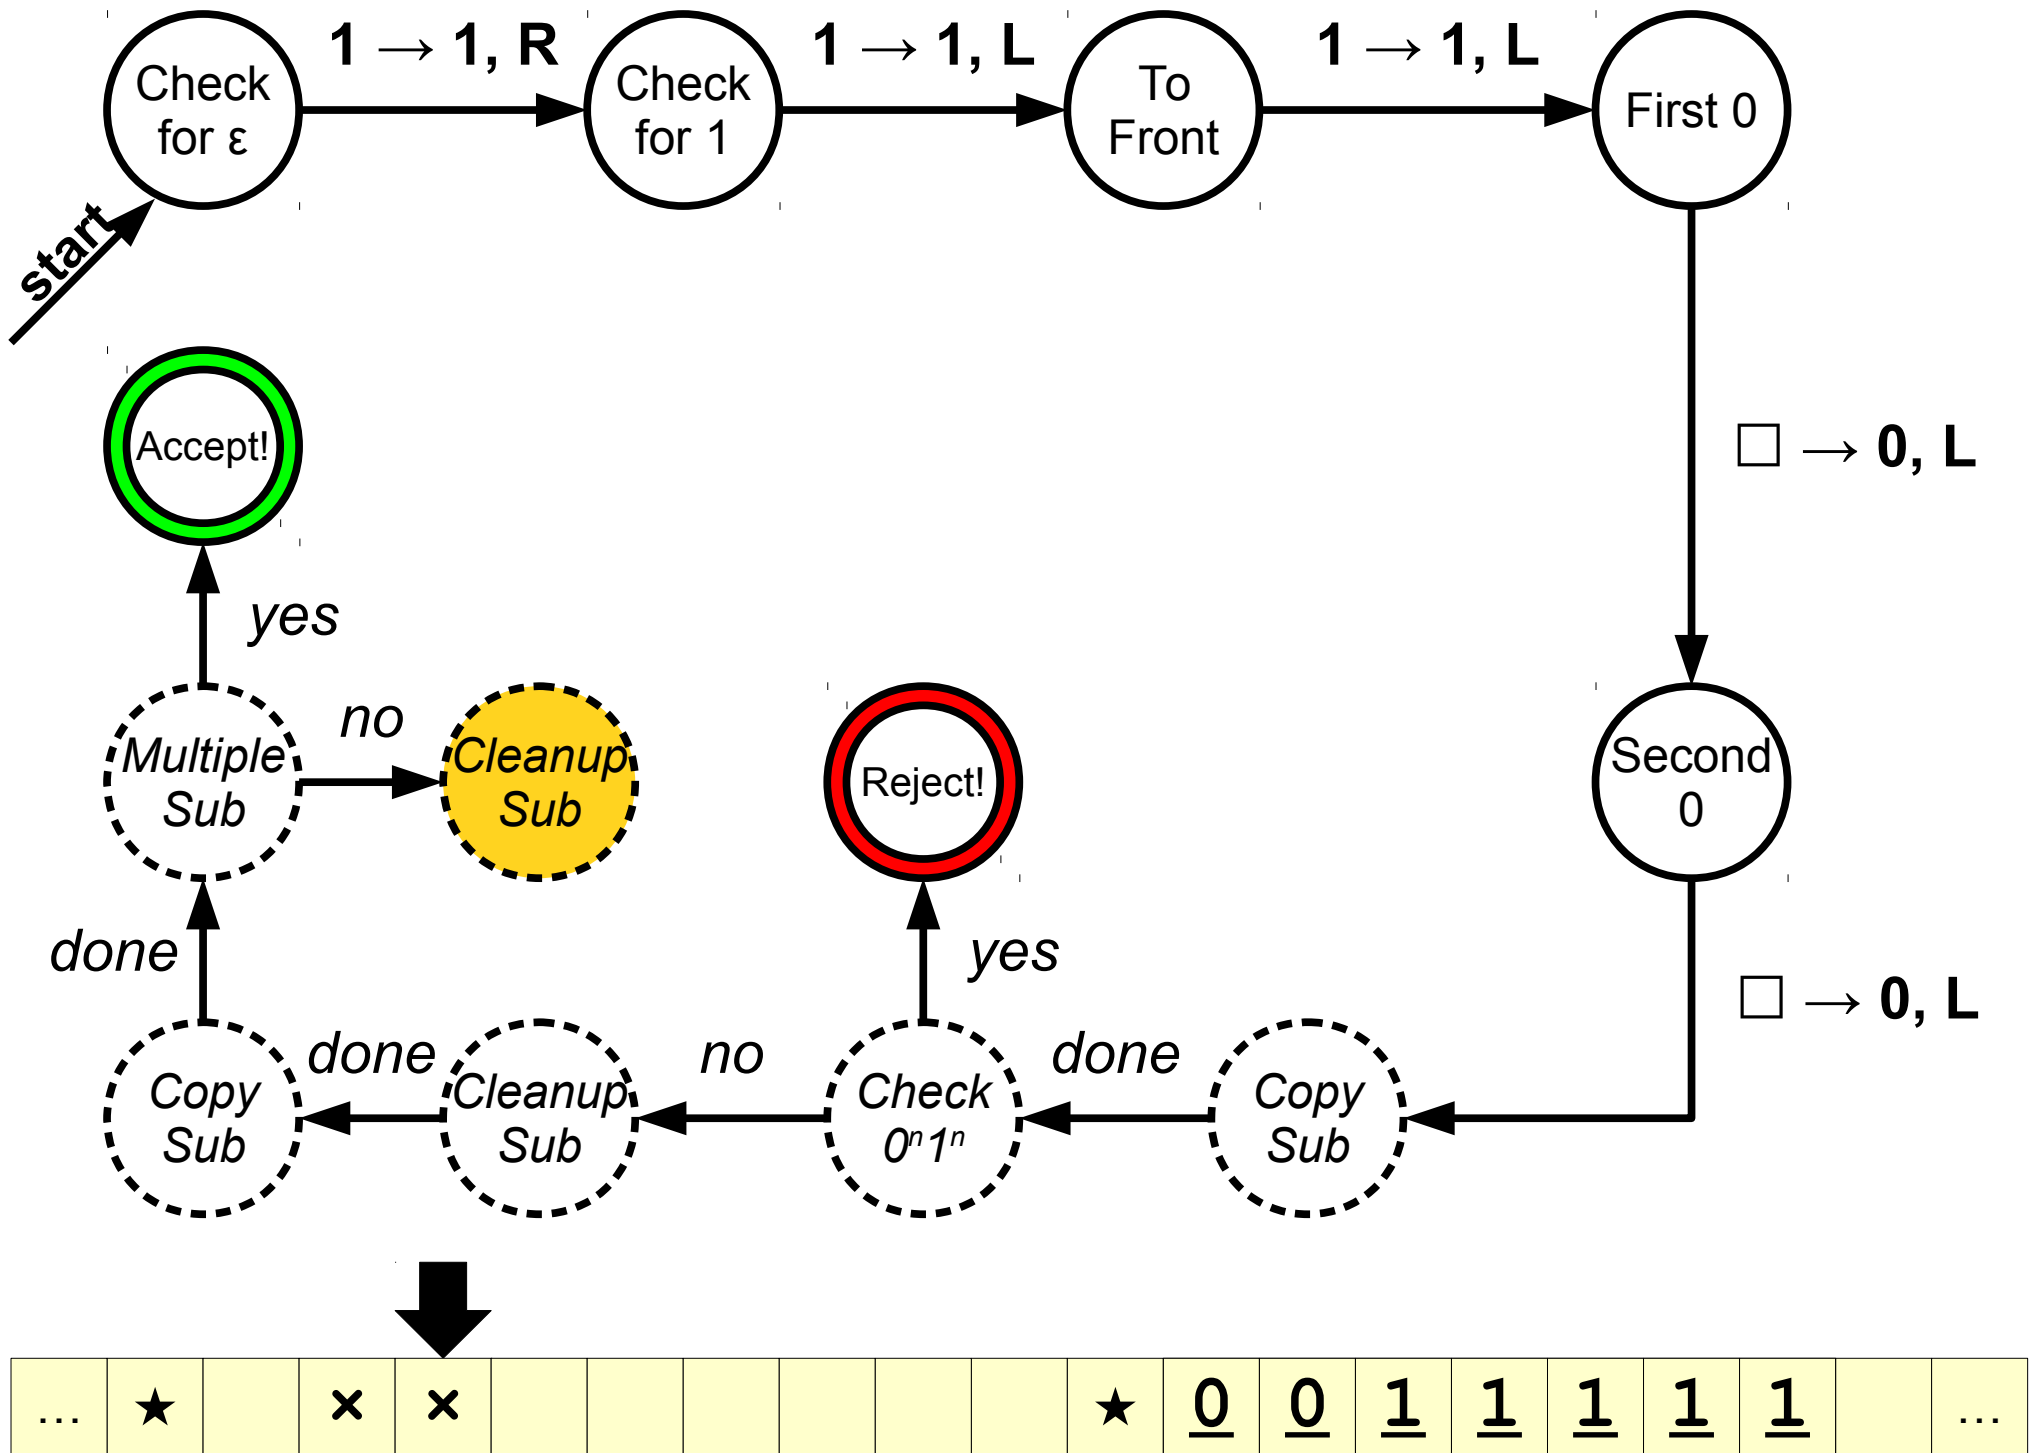 1 → 1, R
1 → 1, L
1 → 1, L
Check
for ε
Check
for 1
To
Front
First 0
start
Accept!
□ → 0, L
yes
Multiple
Sub
no
Cleanup
Sub
Reject!
Second
0
done
yes
□ → 0, L
Copy
Sub
done
Cleanup
Sub
no
Check
0ⁿ1ⁿ
done
Copy
Sub
… ★ × × ★ 0 0 1 1 1 1 1 …